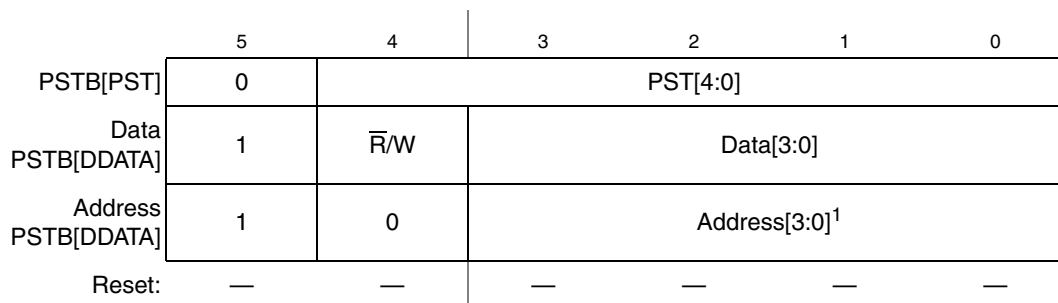 5 4 3 2 1 0
PSTB[PST] 0 PST[4:0]
Data
PSTB[DDATA] 1 R̅/W Data[3:0]
Address
PSTB[DDATA] 1 0 Address[3:0]¹
Reset: — — — — — —